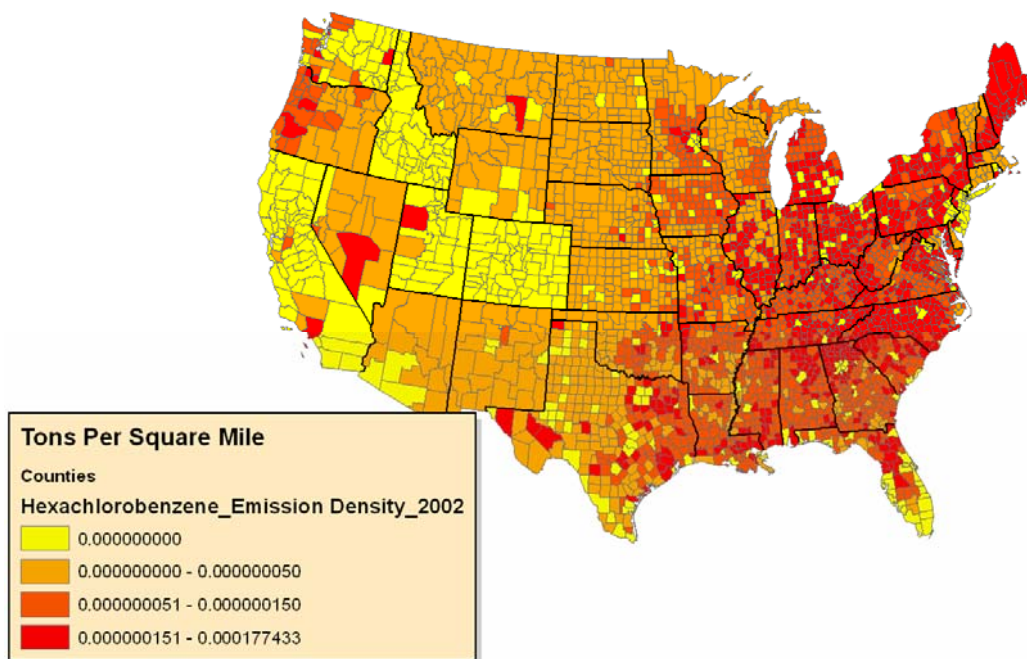 Tons Per Square Mile
Counties
Hexachlorobenzene_Emission Density_2002
0.000000000
0.000000000 - 0.000000050
0.000000051 - 0.000000150
0.000000151 - 0.000177433